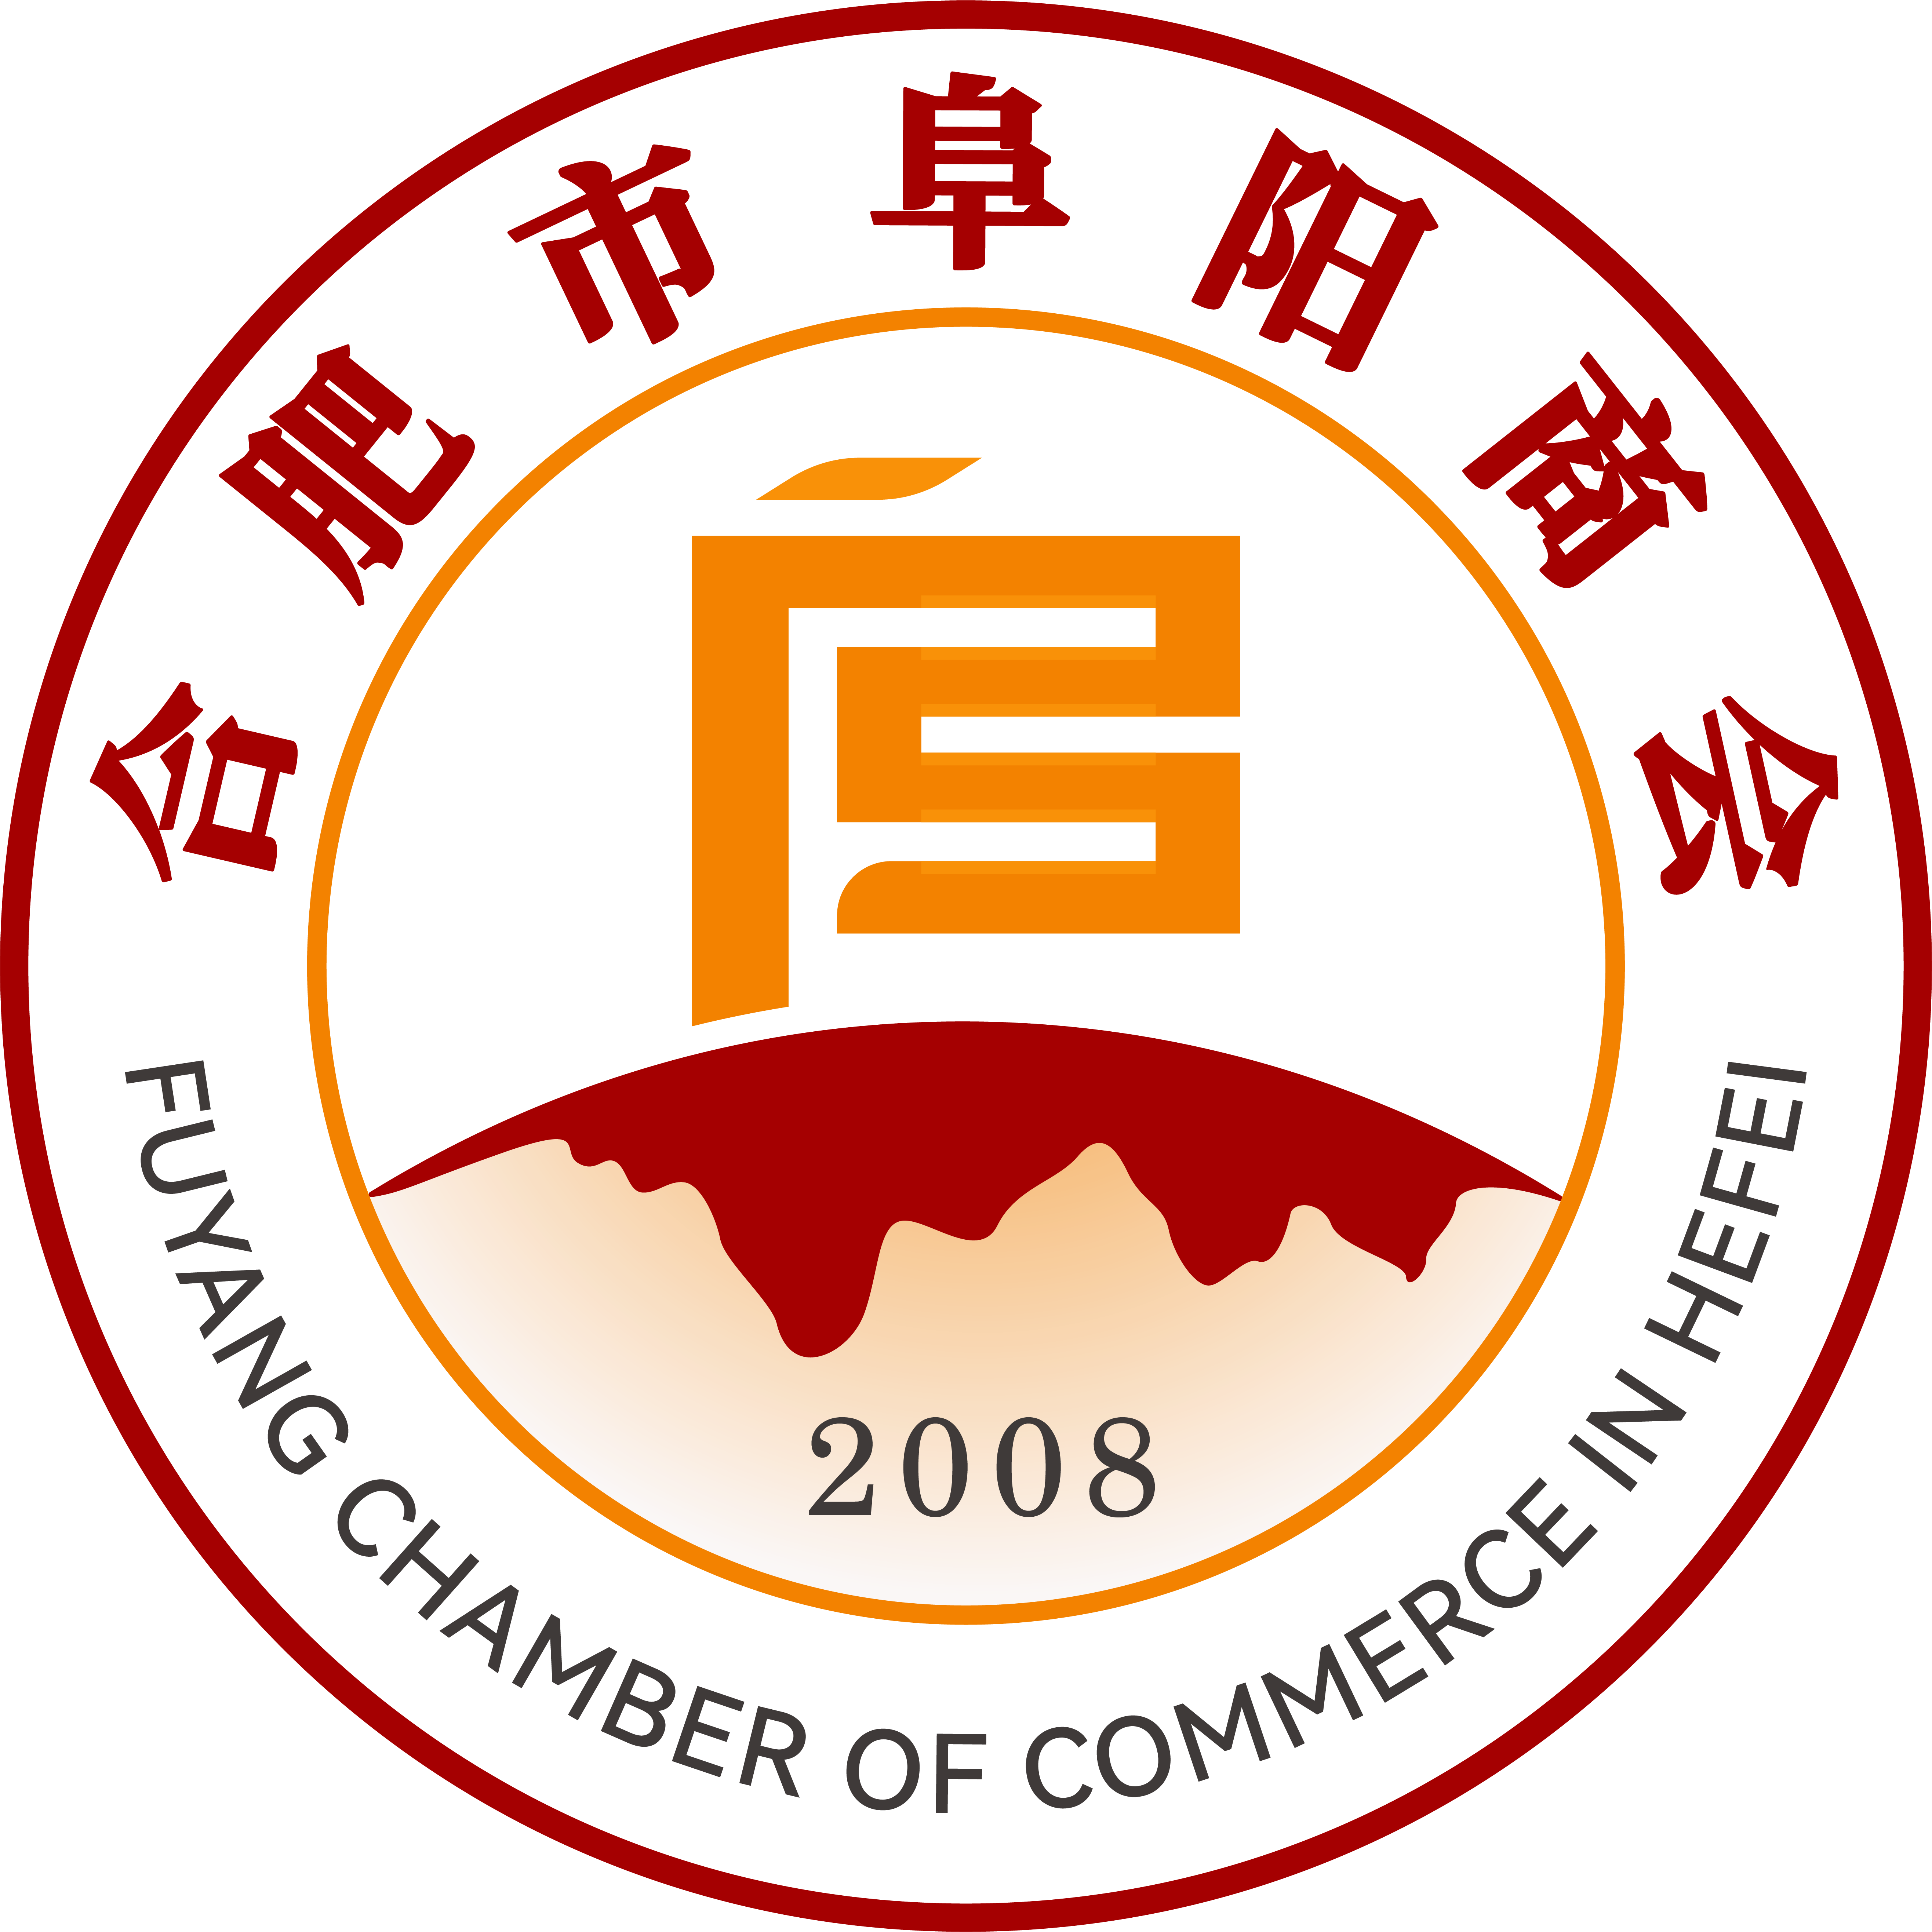 合肥市阜阳商会
2008
FUYANG CHAMBER OF COMMERCE IN HEFEI